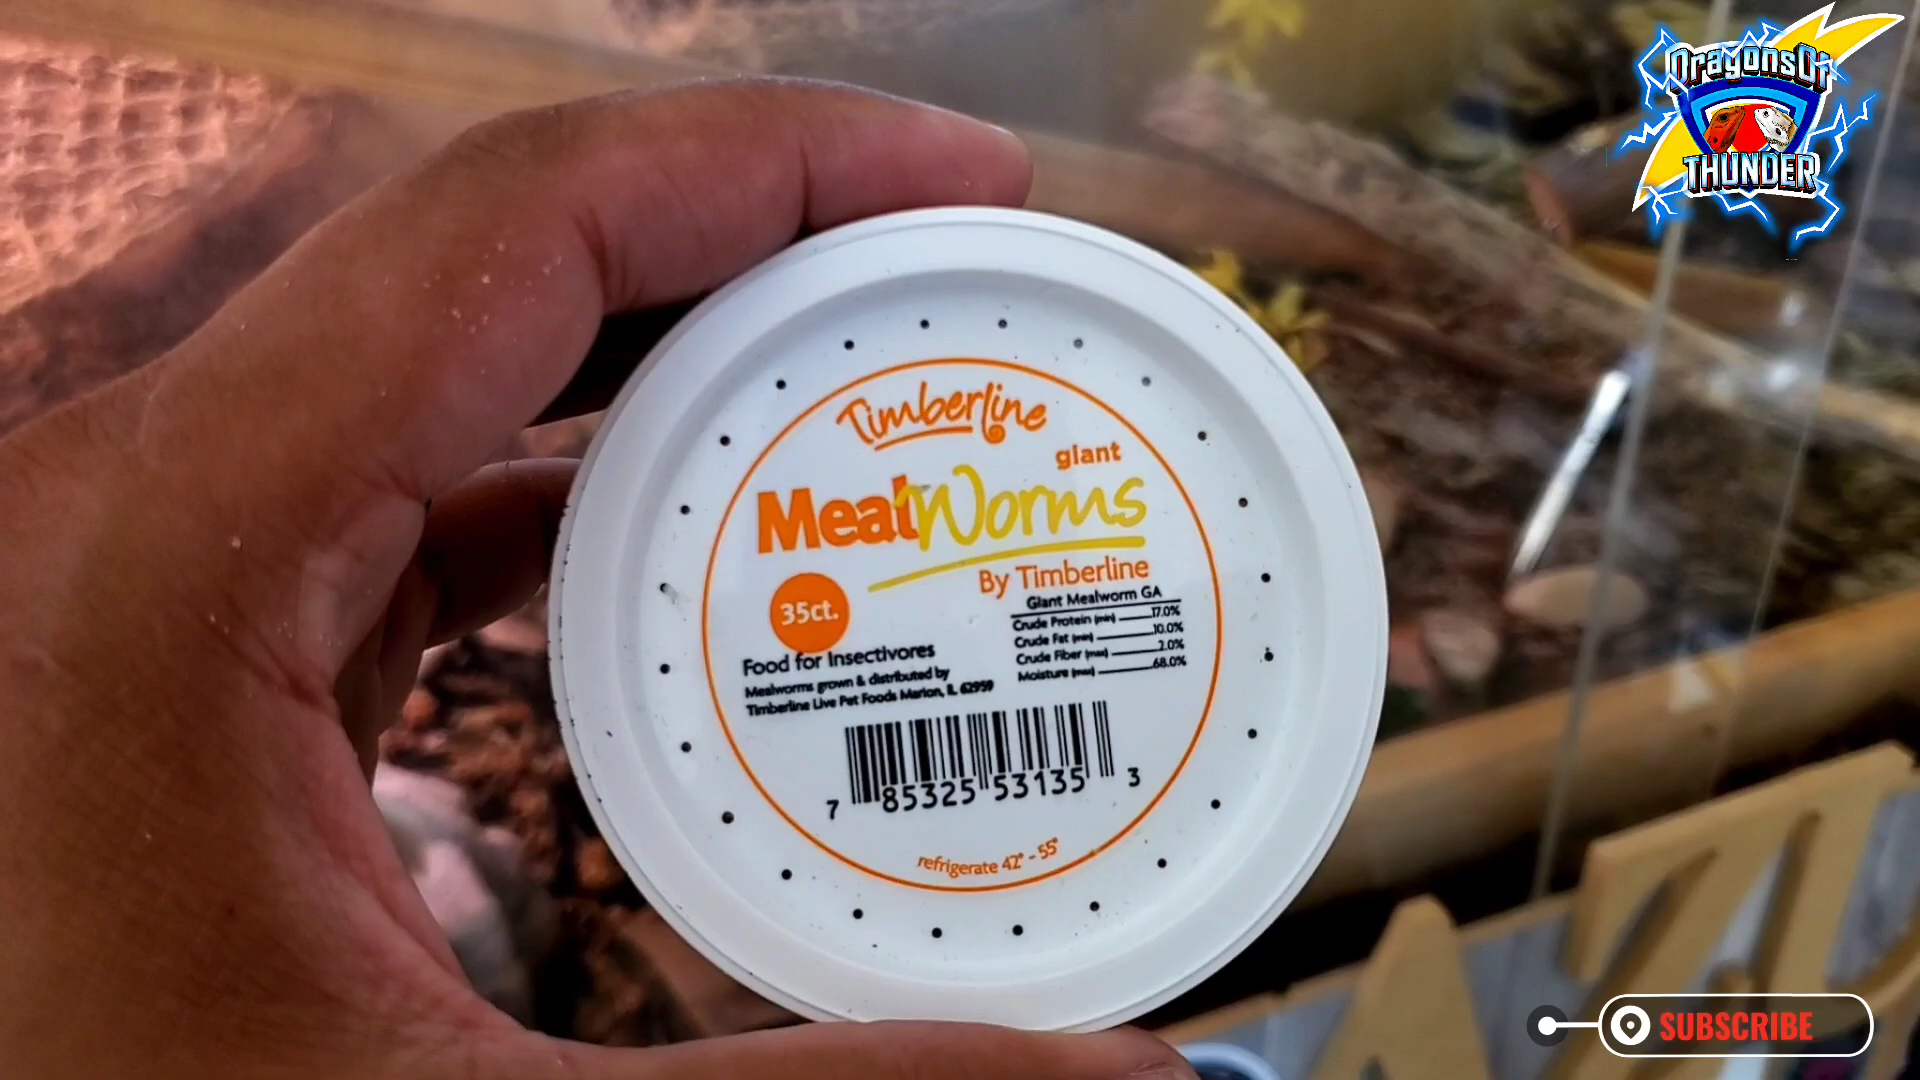 DragonsOf
THUNDER
Timberline
giant
MealWorms
By Timberline
35ct.
Giant Mealworm GA
Crude Protein (min) 17.0%
Crude Fat (min) 10.0%
Crude Fiber (max) 2.0%
Moisture (max) 68.0%
Food for Insectivores
Mealworms grown & distributed by
Timberline Live Pet Foods Marion, IL 62959
7 85325 53135 3
refrigerate 42° - 55°
SUBSCRIBE